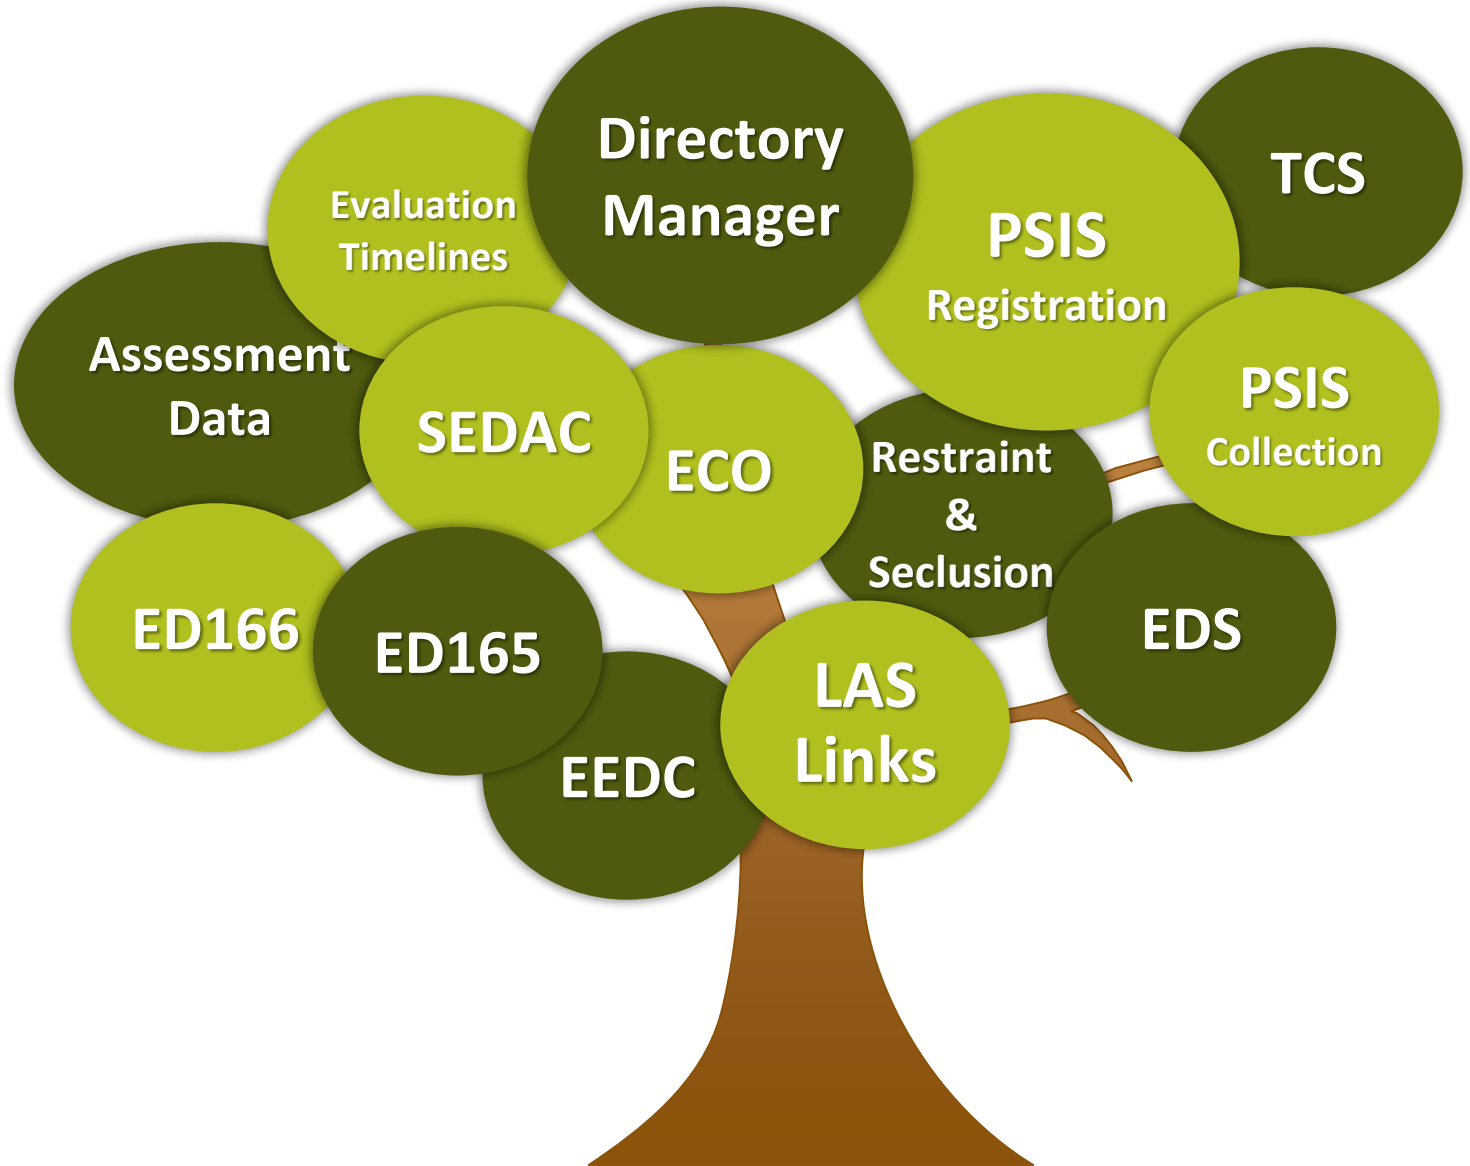 Directory
Manager
TCS
Evaluation
Timelines
PSIS
Registration
Assessment
Data
SEDAC
ECO
PSIS
Collection
Restraint
&
Seclusion
ED166
ED165
EDS
LAS
Links
EEDC